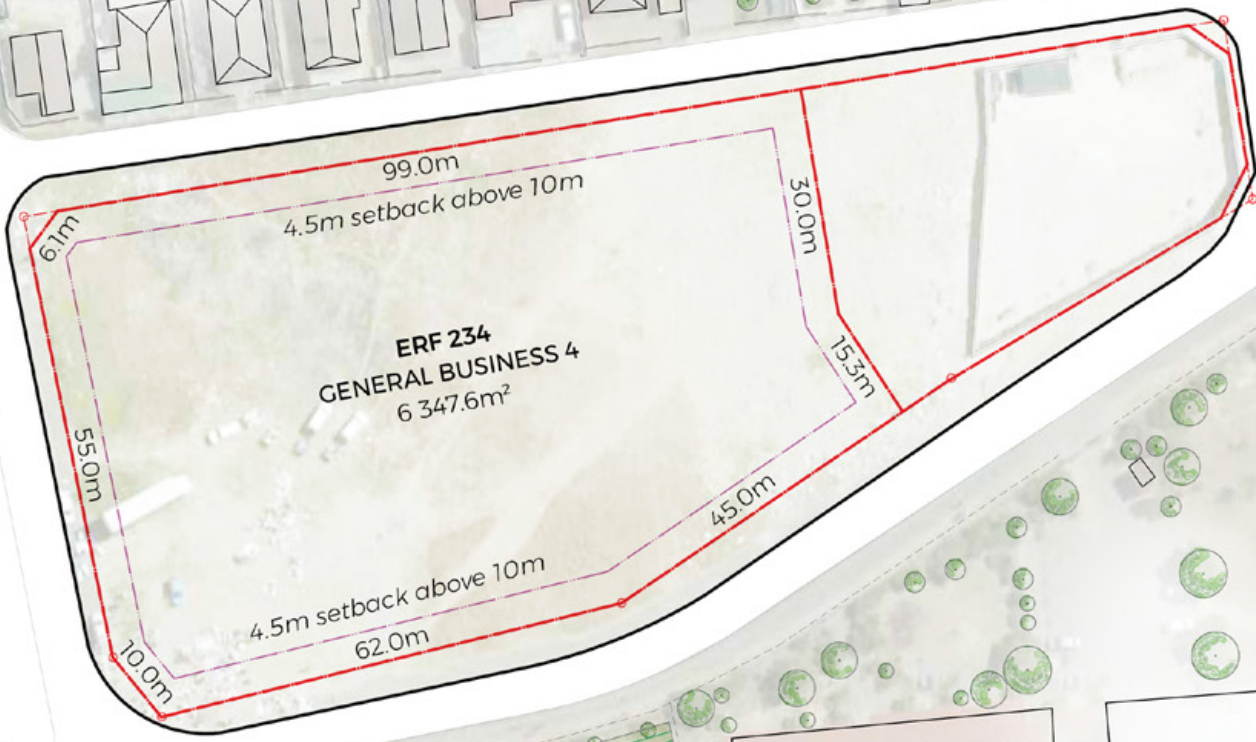 99.0m
4.5m setback above 10m
6.1m
30.0m
ERF 234
GENERAL BUSINESS 4
6 347.6m²
15.3m
55.0m
45.0m
4.5m setback above 10m
62.0m
10.0m